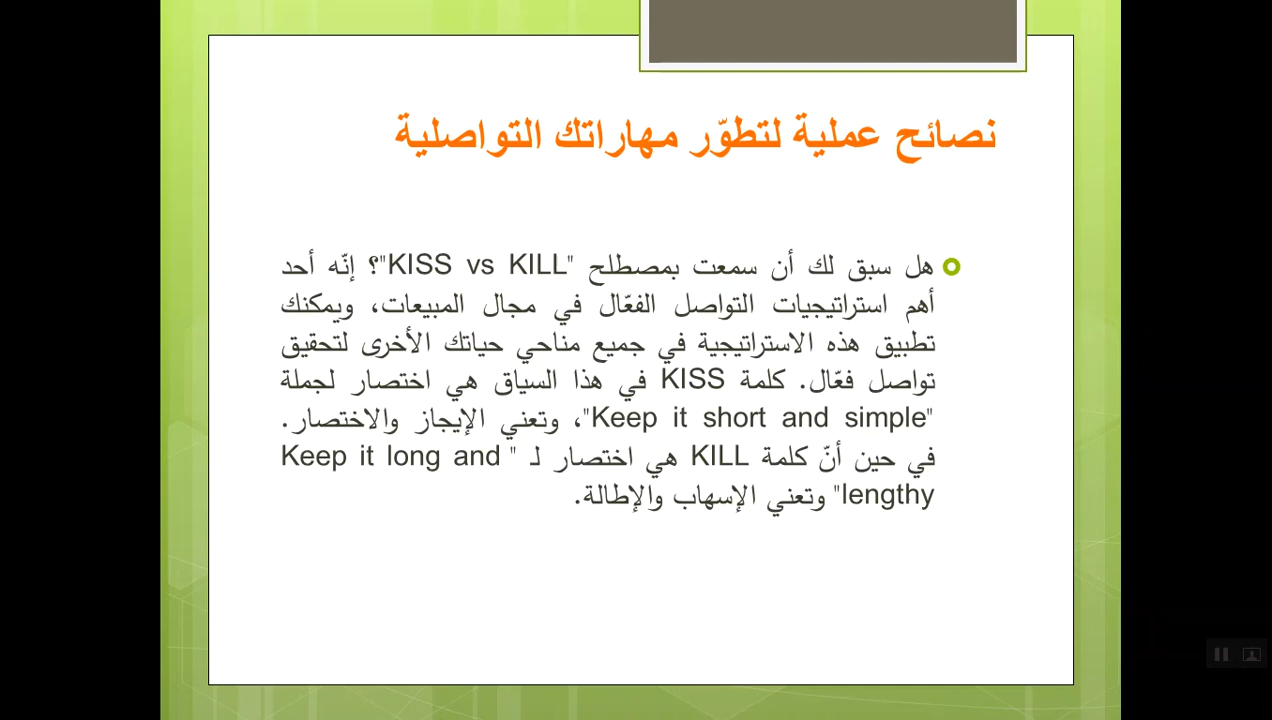 نصائح عملية لتطوّر مهاراتك التواصلية
هل سبق لك أن سمعت بمصطلح "KISS vs KILL"؟ إنّه أحد
أهم استراتيجيات التواصل الفعّال في مجال المبيعات، ويمكنك
تطبيق هذه الاستراتيجية في جميع مناحي حياتك الأخرى لتحقيق
تواصل فعّال. كلمة KISS في هذا السياق هي اختصار لجملة
"Keep it short and simple"، وتعني الإيجاز والاختصار.
في حين أنّ كلمة KILL هي اختصار لـ " Keep it long and
lengthy" وتعني الإسهاب والإطالة.